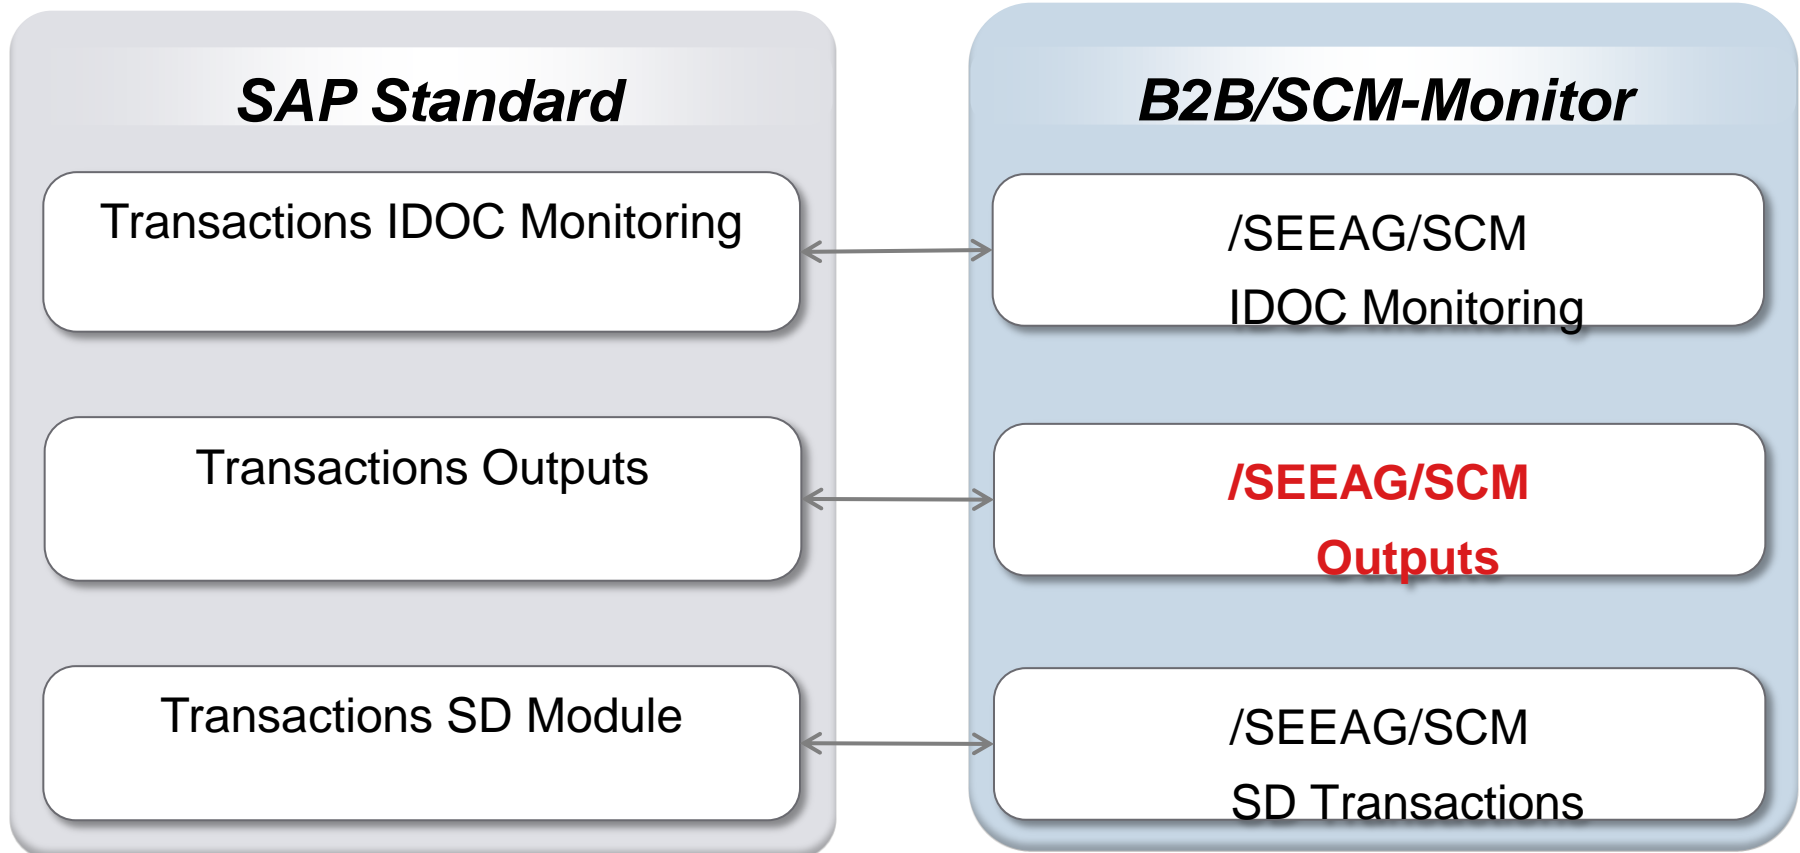 SAP Standard
Transactions IDOC Monitoring
Transactions Outputs
Transactions SD Module
B2B/SCM-Monitor
/SEEAG/SCM
IDOC Monitoring
/SEEAG/SCM
Outputs
/SEEAG/SCM
SD Transactions